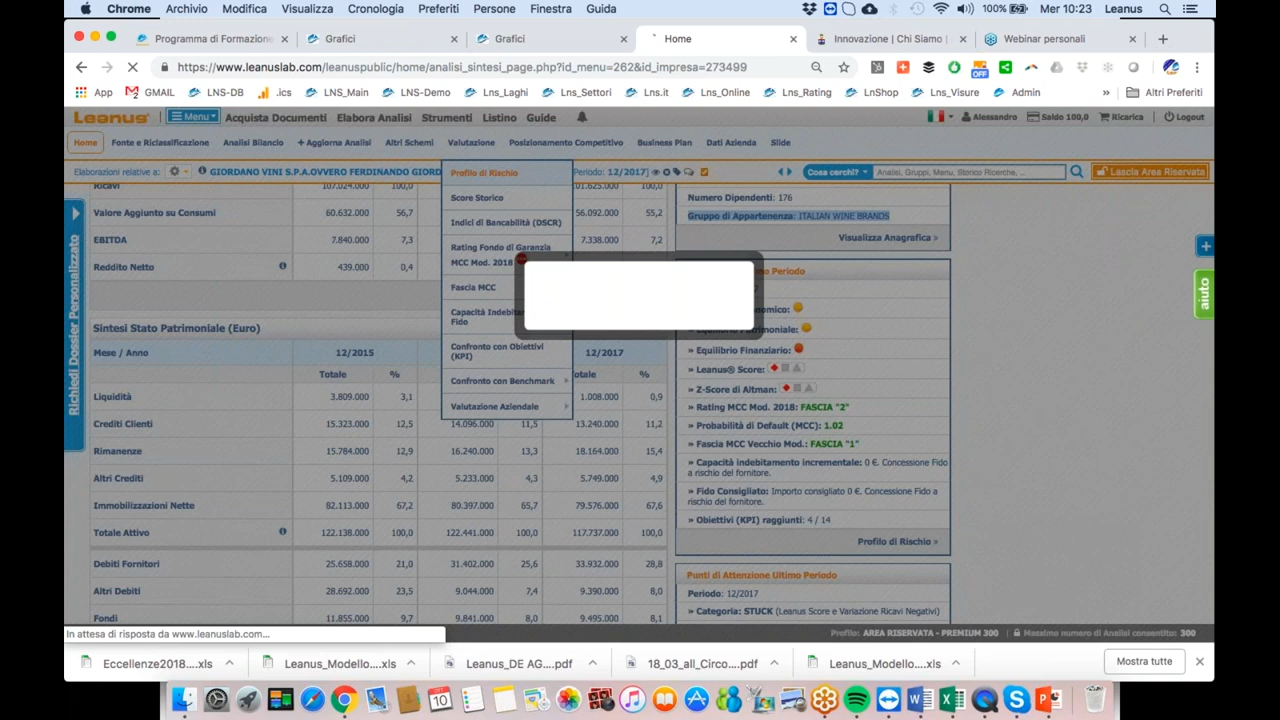 Chrome Archivio Modifica Visualizza Cronologia Preferiti Persone Finestra Guida 100% Mer 10:23 Leanus
Programma di Formazione Grafici Grafici Home Innovazione | Chi Siamo | Webinar personali
https://www.leanuslab.com/leanuspublic/home/analisi_sintesi_page.php?id_menu=262&id_impresa=273499
OFF
App GMAIL LNS-DB .ics LNS_Main LNS-Demo Lns_Laghi Lns_Settori Lns.it Lns_Online Lns_Rating LnShop Lns_Visure Admin » Altri Preferiti
Leanus Menu Acquista Documenti Elabora Analisi Strumenti Listino Guide Alessandro Saldo 100,0 Ricarica Logout
Home Fonte e Riclassificazione Analisi Bilancio + Aggiorna Analisi Altri Schemi Valutazione Posizionamento Competitivo Business Plan Dati Azienda Slide
Elaborazioni relative a: GIORDANO VINI S.P.A.OVVERO FERDINANDO GIORD Periodo: 12/2017] Cosa cerchi? Analisi, Gruppi, Menu, Elenco Ricerche, ... Lascia Area Riservata
Ricavi 107.024.000 100,0 101.625.000 100,0
Valore Aggiunto su Consumi 60.632.000 56,7 56.092.000 55,2
EBITDA 7.840.000 7,3 7.338.000 7,2
Reddito Netto 439.000 0,4
Sintesi Stato Patrimoniale (Euro)
Mese / Anno 12/2015 12/2017
Totale % otale %
Liquidità 3.809.000 3,1 1.008.000 0,9
Crediti Clienti 15.323.000 12,5 14.096.000 11,5 13.240.000 11,2
Rimanenze 15.784.000 12,9 16.240.000 13,3 18.164.000 15,4
Altri Crediti 5.109.000 4,2 5.233.000 4,3 5.749.000 4,9
Immobilizzazioni Nette 82.113.000 67,2 80.397.000 65,7 79.576.000 67,6
Totale Attivo 122.138.000 100,0 122.441.000 100,0 117.737.000 100,0
Debiti Fornitori 25.658.000 21,0 31.402.000 25,6 33.932.000 28,8
Altri Debiti 28.692.000 23,5 9.044.000 7,4 9.390.000 8,0
Fondi 11.855.000 9,7 9.841.000 8,0 9.495.000 8,1
Profilo di Rischio
Score Storico
Indici di Bancabilità (DSCR)
Rating Fondo di Garanzia
MCC Mod. 2018
Fascia MCC
Capacità Indebit
Fido
Confronto con Obiettivi
(KPI)
Confronto con Benchmark
Valutazione Aziendale
Numero Dipendenti: 176
Gruppo di Appartenenza: ITALIAN WINE BRANDS
Visualizza Anagrafica »
mo Periodo
7
nomico:
rimoniale:
» Equilibrio Finanziario:
» Leanus® Score:
» Z-Score di Altman:
» Rating MCC Mod. 2018: FASCIA "2"
» Probabilità di Default (MCC): 1.02
» Fascia MCC Vecchio Mod.: FASCIA "1"
» Capacità indebitamento incrementale: 0 €. Concessione Fido
a rischio del fornitore.
» Fido Consigliato: Importo consigliato 0 €. Concessione Fido a
rischio del fornitore.
» Obiettivi (KPI) raggiunti: 4 / 14
Profilo di Rischio »
Punti di Attenzione Ultimo Periodo
Periodo: 12/2017
» Categoria: STUCK (Leanus Score e Variazione Ricavi Negativi)
Richiedi Dossier Personalizzato
aiuto
In attesa di risposta da www.leanuslab.com...
Profilo: AREA RISERVATA - PREMIUM 300 Massimo numero di Analisi consentite: 300
Eccellenze2018....xls Leanus_Modello....xls Leanus_DE AG....pdf 18_03_all_Circo....pdf Leanus_Modello....xls Mostra tutte
10